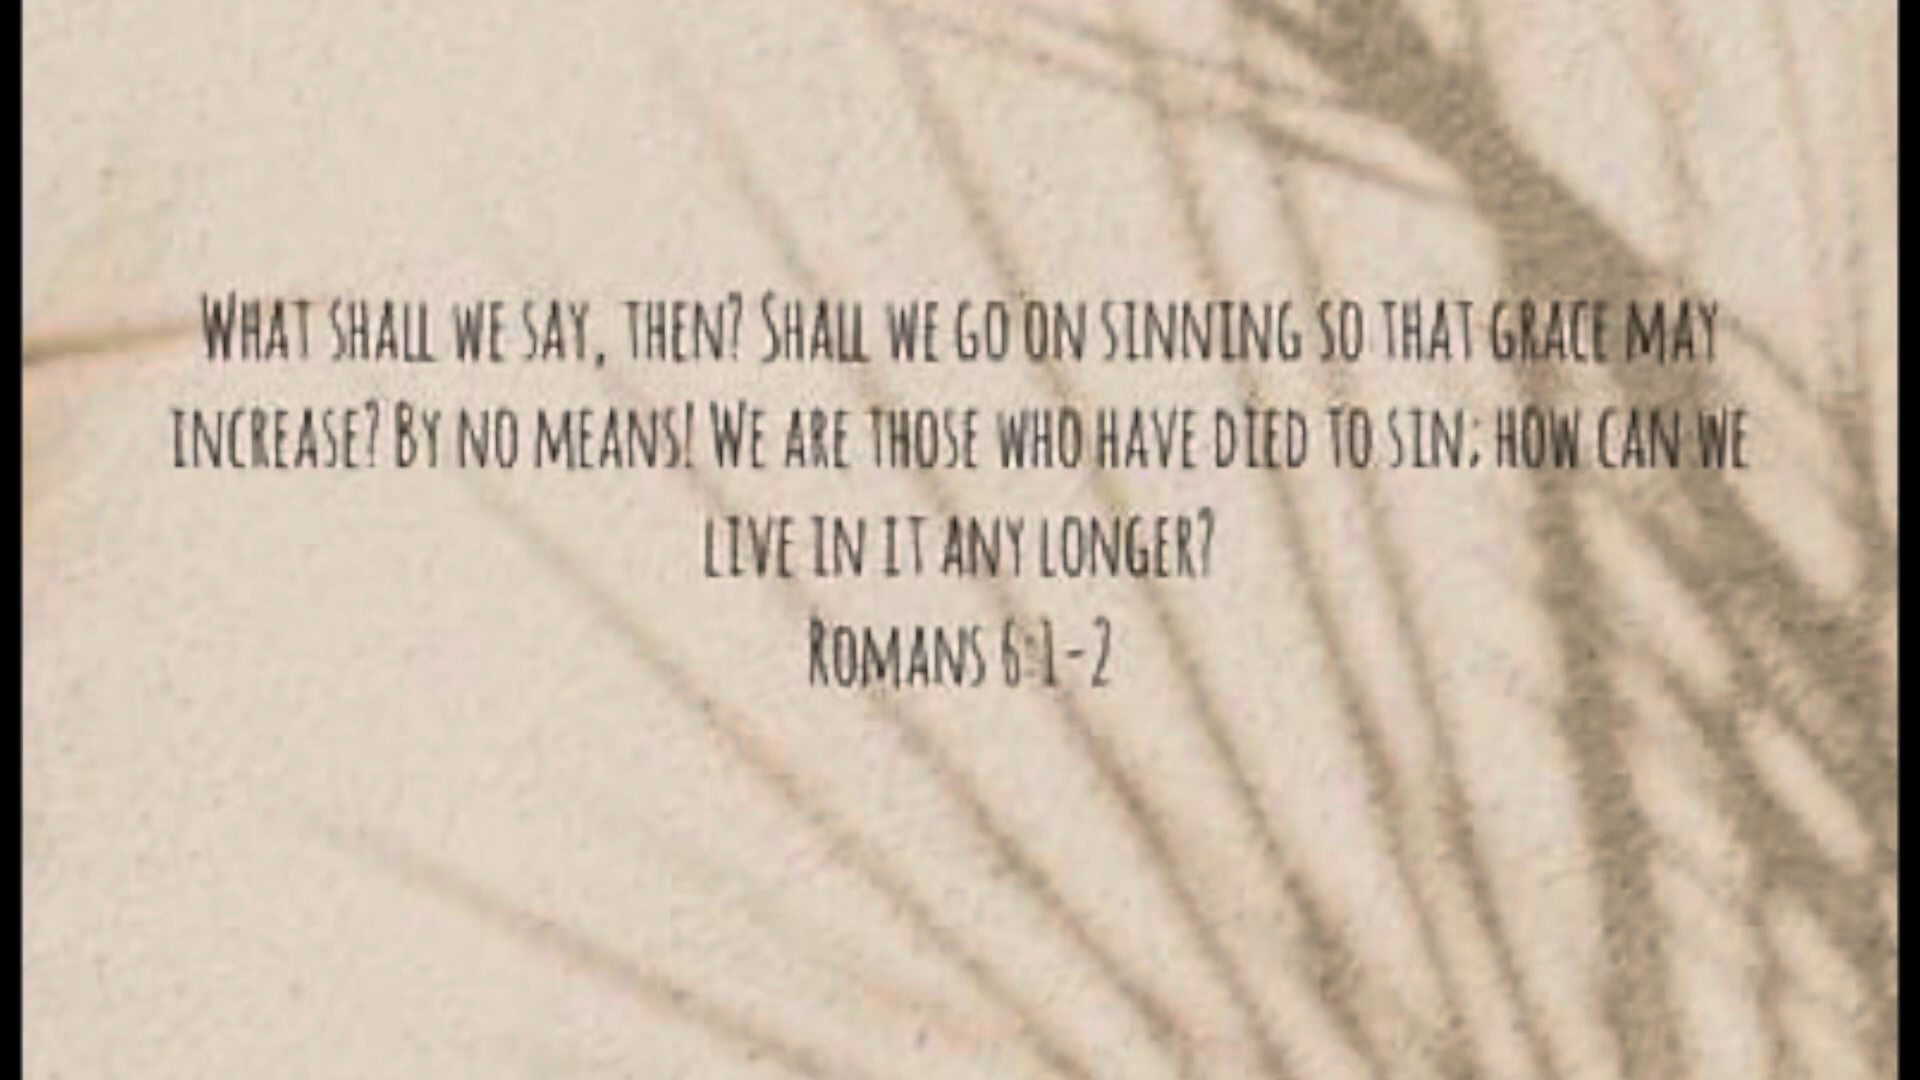 What shall we say, then? Shall we go on sinning so that grace may
increase? By no means! We are those who have died to sin; how can we
live in it any longer?
Romans 6:1-2